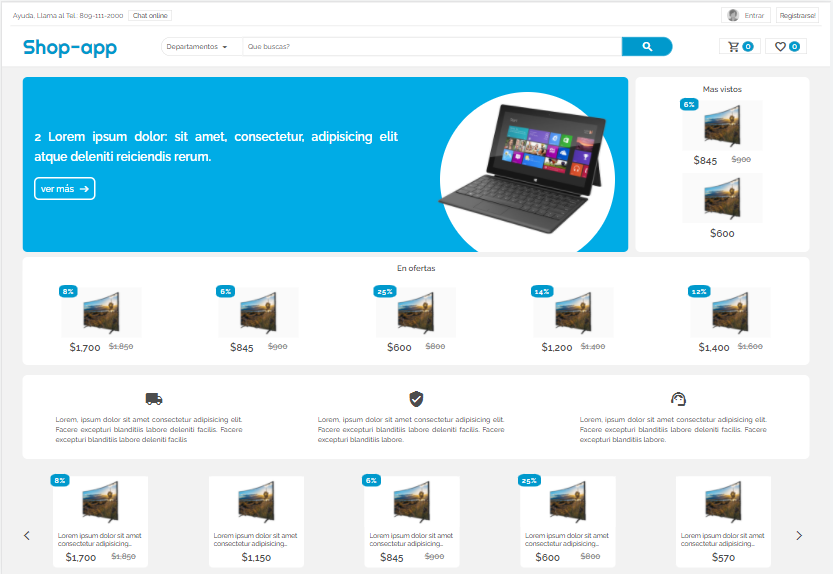 Ayuda. Llama al Tel. 809-111-2000 Chat online Entrar Registrarse!
Shop-app Departamentos Que buscas? 0 0
2 Lorem ipsum dolor: sit amet, consectetur, adipisicing elit
atque deleniti reiciendis rerum.
ver más
Mas vistos
6%
$845 $900
$600
En ofertas
8% 6% 25% 14% 12%
$1,700 $1,850 $845 $900 $600 $800 $1,200 $1,400 $1,400 $1,600
Lorem, ipsum dolor sit amet consectetur adipisicing elit.
Facere excepturi blanditiis labore deleniti facilis. Facere
excepturi blanditiis labore deleniti facilis
Lorem, ipsum dolor sit amet consectetur adipisicing elit.
Facere excepturi blanditiis labore deleniti facilis. Facere
excepturi blanditiis labore.
Lorem, ipsum dolor sit amet consectetur adipisicing elit.
Facere excepturi blanditiis labore deleniti facilis. Facere
excepturi blanditiis labore.
8%
Lorem ipsum dolor sit amet
consectetur adipisicing...
$1,700 $1,850
Lorem ipsum dolor sit amet
consectetur adipisicing...
$1,150
6%
Lorem ipsum dolor sit amet
consectetur adipisicing...
$845 $900
25%
Lorem ipsum dolor sit amet
consectetur adipisicing...
$600 $800
Lorem ipsum dolor sit amet
consectetur adipisicing...
$570